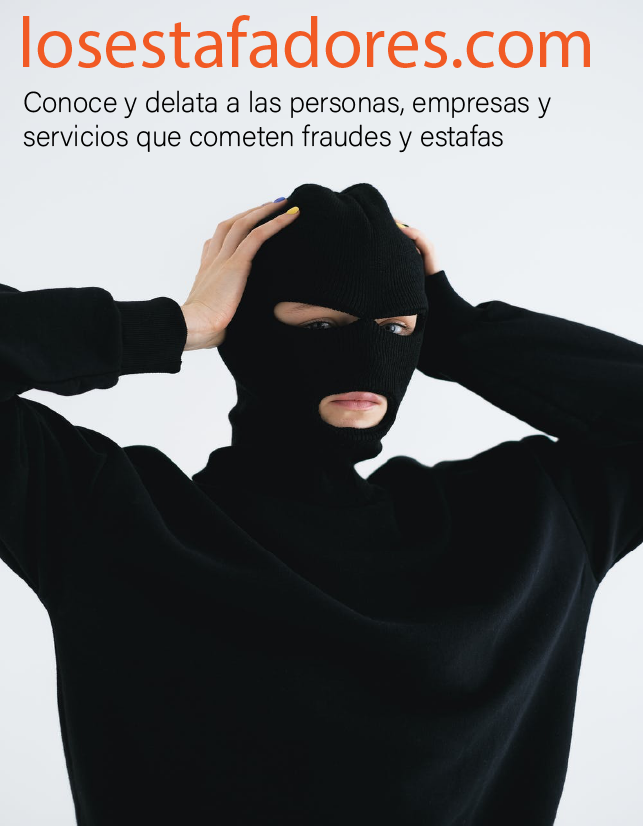 losestafadores.com
Conoce y delata a las personas, empresas y
servicios que cometen fraudes y estafas